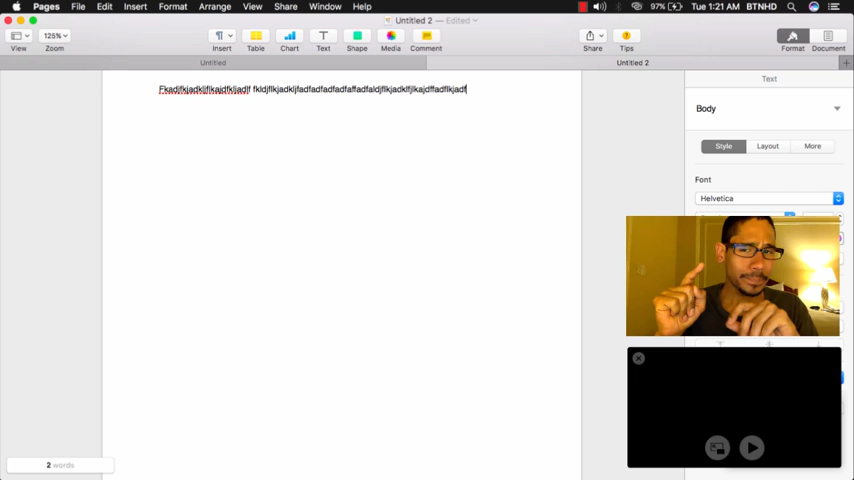 Pages File Edit Insert Format Arrange View Share Window Help 97% Tue 1:21 AM BTNHD
Untitled 2 — Edited
125%
View Zoom Insert Table Chart Text Shape Media Comment Share Tips Format Document
Untitled Untitled 2
Text
Body
Style Layout More
Font
Helvetica
2 words